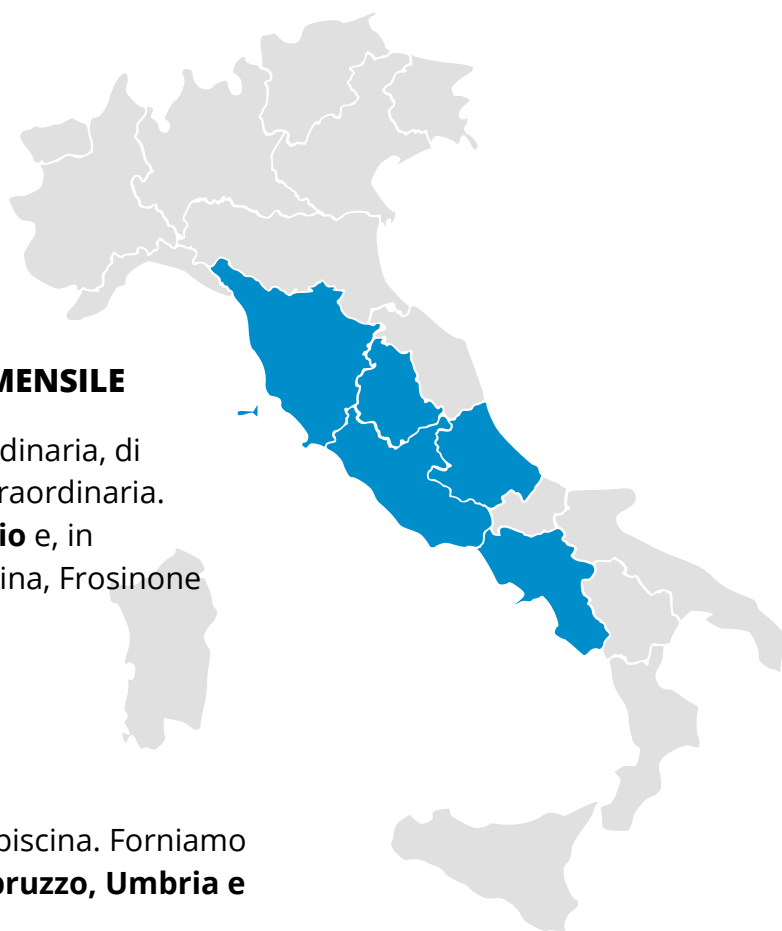 MENSILE
dinaria, di
raordinaria.
io e, in
ina, Frosinone
piscina. Forniamo
ruzzo, Umbria e